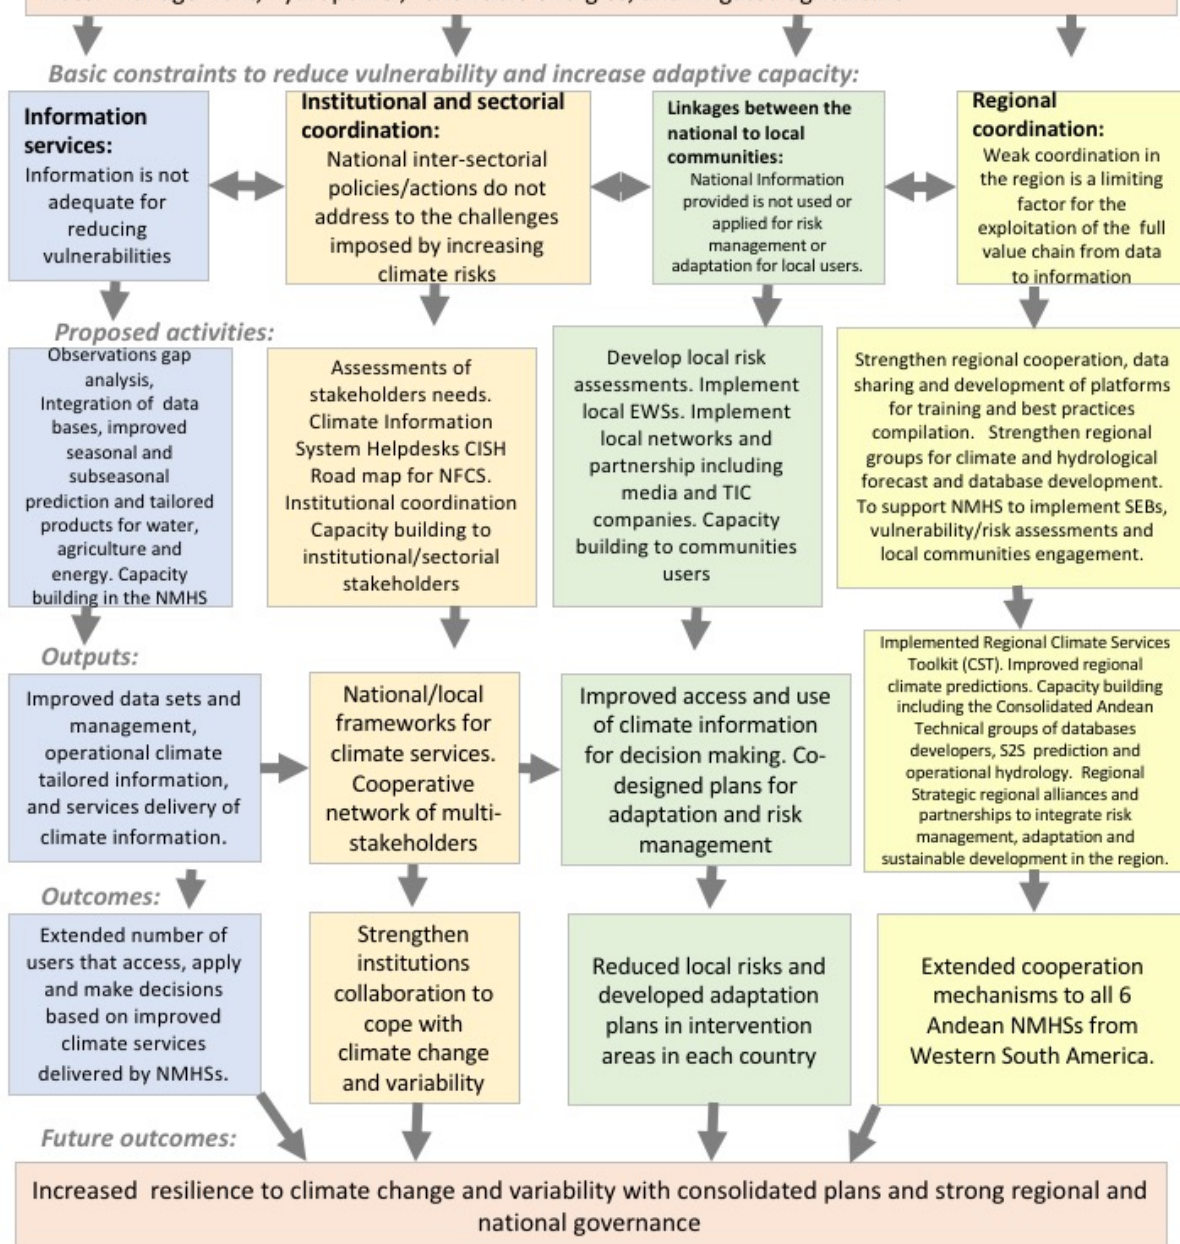 Basic constraints to reduce vulnerability and increase adaptive capacity:
Information
services:
Information is not
adequate for
reducing
vulnerabilities
Institutional and sectorial
coordination:
National inter-sectorial
policies/actions do not
address to the challenges
imposed by increasing
climate risks
Linkages between the
national to local
communities:
National Information
provided is not used or
applied for risk
management or
adaptation for local users.
Regional
coordination:
Weak coordination in
the region is a limiting
factor for the
exploitation of the full
value chain from data
to information
Proposed activities:
Observations gap
analysis,
Integration of data
bases, improved
seasonal and
subseasonal
prediction and tailored
products for water,
agriculture and
energy. Capacity
building in the NMHS
Assessments of
stakeholders needs.
Climate Information
System Helpdesks CISH
Road map for NFCS.
Institutional coordination
Capacity building to
institutional/sectorial
stakeholders
Develop local risk
assessments. Implement
local EWSs. Implement
local networks and
partnership including
media and TIC
companies. Capacity
building to communities
users
Strengthen regional cooperation, data
sharing and development of platforms
for training and best practices
compilation. Strengthen regional
groups for climate and hydrological
forecast and database development.
To support NMHS to implement SEBs,
vulnerability/risk assessments and
local communities engagement.
Outputs:
Improved data sets and
management,
operational climate
tailored information,
and services delivery of
climate information.
National/local
frameworks for
climate services.
Cooperative
network of multi-
stakeholders
Improved access and use
of climate information
for decision making. Co-
designed plans for
adaptation and risk
management
Implemented Regional Climate Services
Toolkit (CST). Improved regional
climate predictions. Capacity building
including the Consolidated Andean
Technical groups of databases
developers, S2S prediction and
operational hydrology. Regional
Strategic regional alliances and
partnerships to integrate risk
management, adaptation and
sustainable development in the region.
Outcomes:
Extended number of
users that access, apply
and make decisions
based on improved
climate services
delivered by NMHSs.
Strengthen
institutions
collaboration to
cope with
climate change
and variability
Reduced local risks and
developed adaptation
plans in intervention
areas in each country
Extended cooperation
mechanisms to all 6
Andean NMHSs from
Western South America.
Future outcomes:
Increased resilience to climate change and variability with consolidated plans and strong regional and
national governance